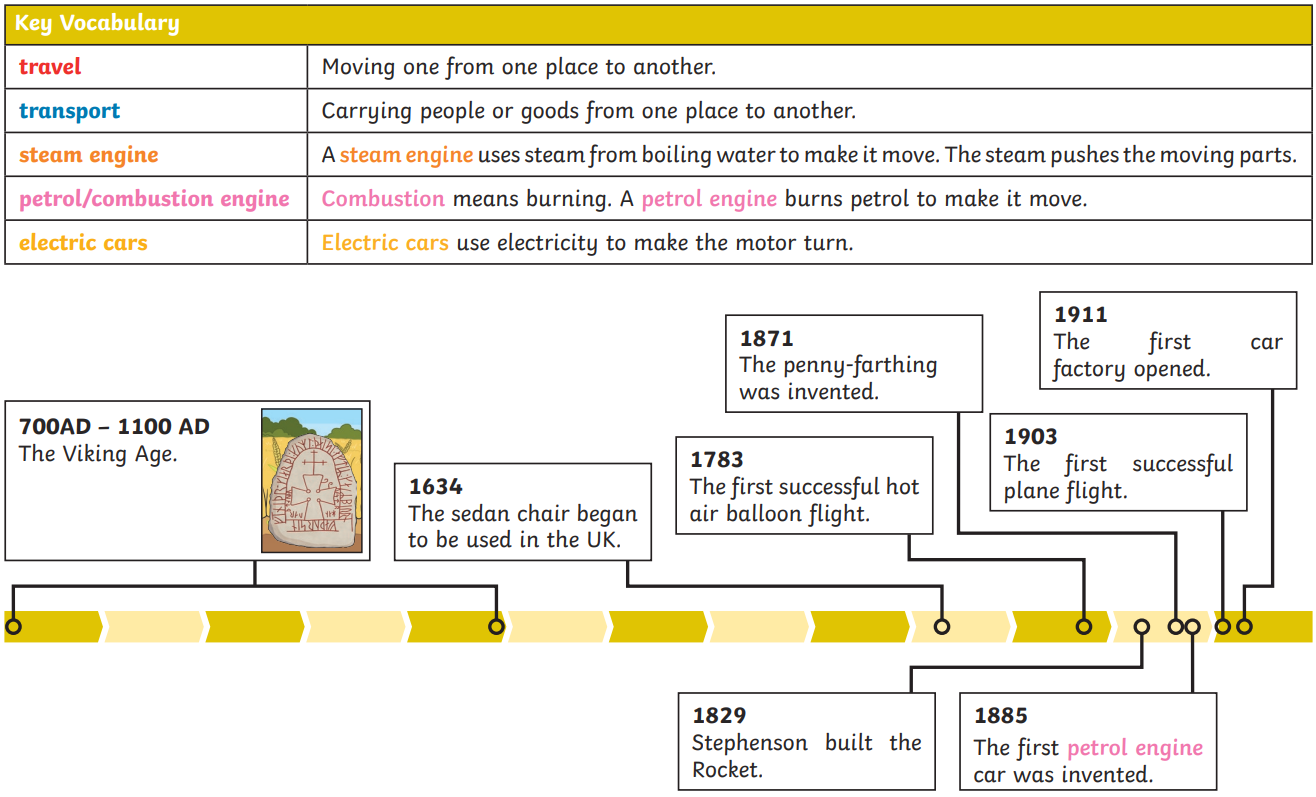 Key Vocabulary
travel
Moving one from one place to another.
transport
Carrying people or goods from one place to another.
steam engine
A steam engine uses steam from boiling water to make it move. The steam pushes the moving parts.
petrol/combustion engine
Combustion means burning. A petrol engine burns petrol to make it move.
electric cars
Electric cars use electricity to make the motor turn.
700AD – 1100 AD
The Viking Age.
1634
The sedan chair began
to be used in the UK.
1783
The first successful hot
air balloon flight.
1829
Stephenson built the
Rocket.
1871
The penny-farthing
was invented.
1885
The first petrol engine
car was invented.
1903
The first successful
plane flight.
1911
The first car
factory opened.